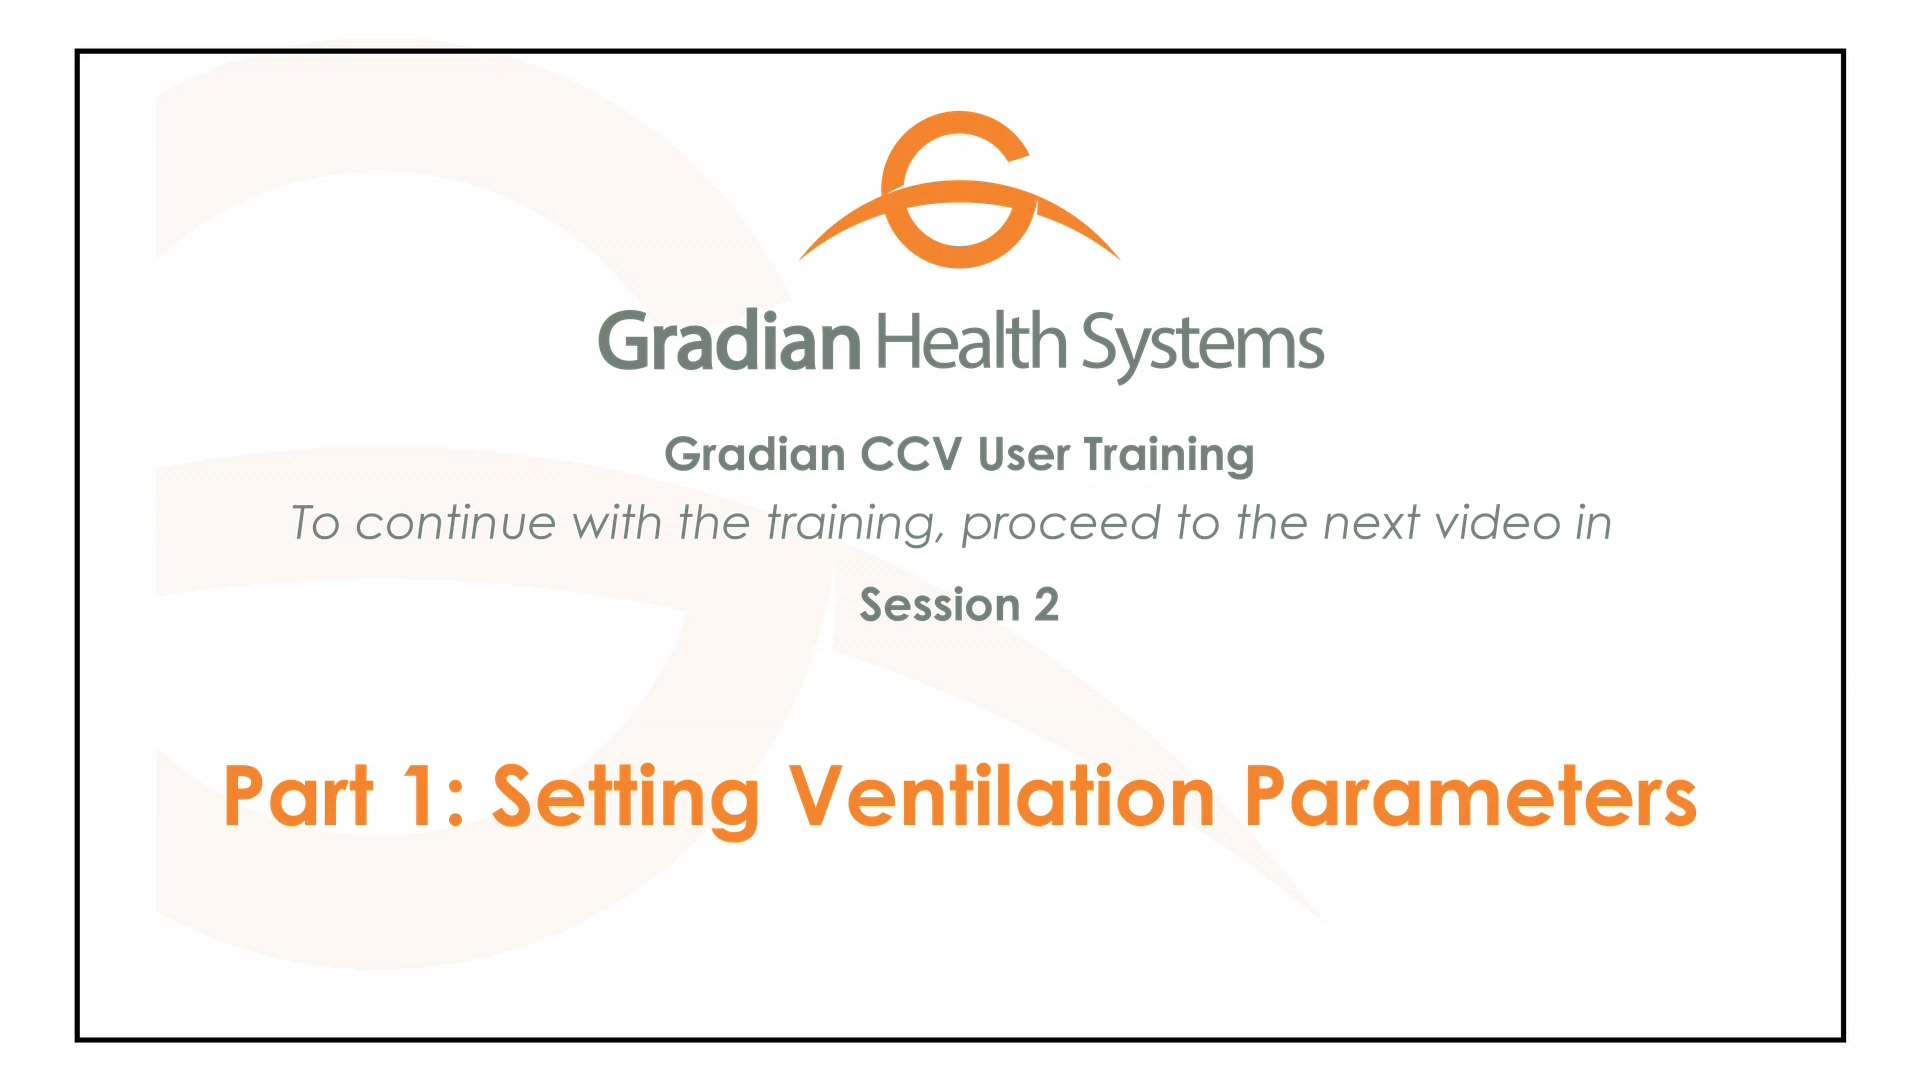 Gradian Health Systems
Gradian CCV User Training
To continue with the training, proceed to the next video in
Session 2
Part 1: Setting Ventilation Parameters